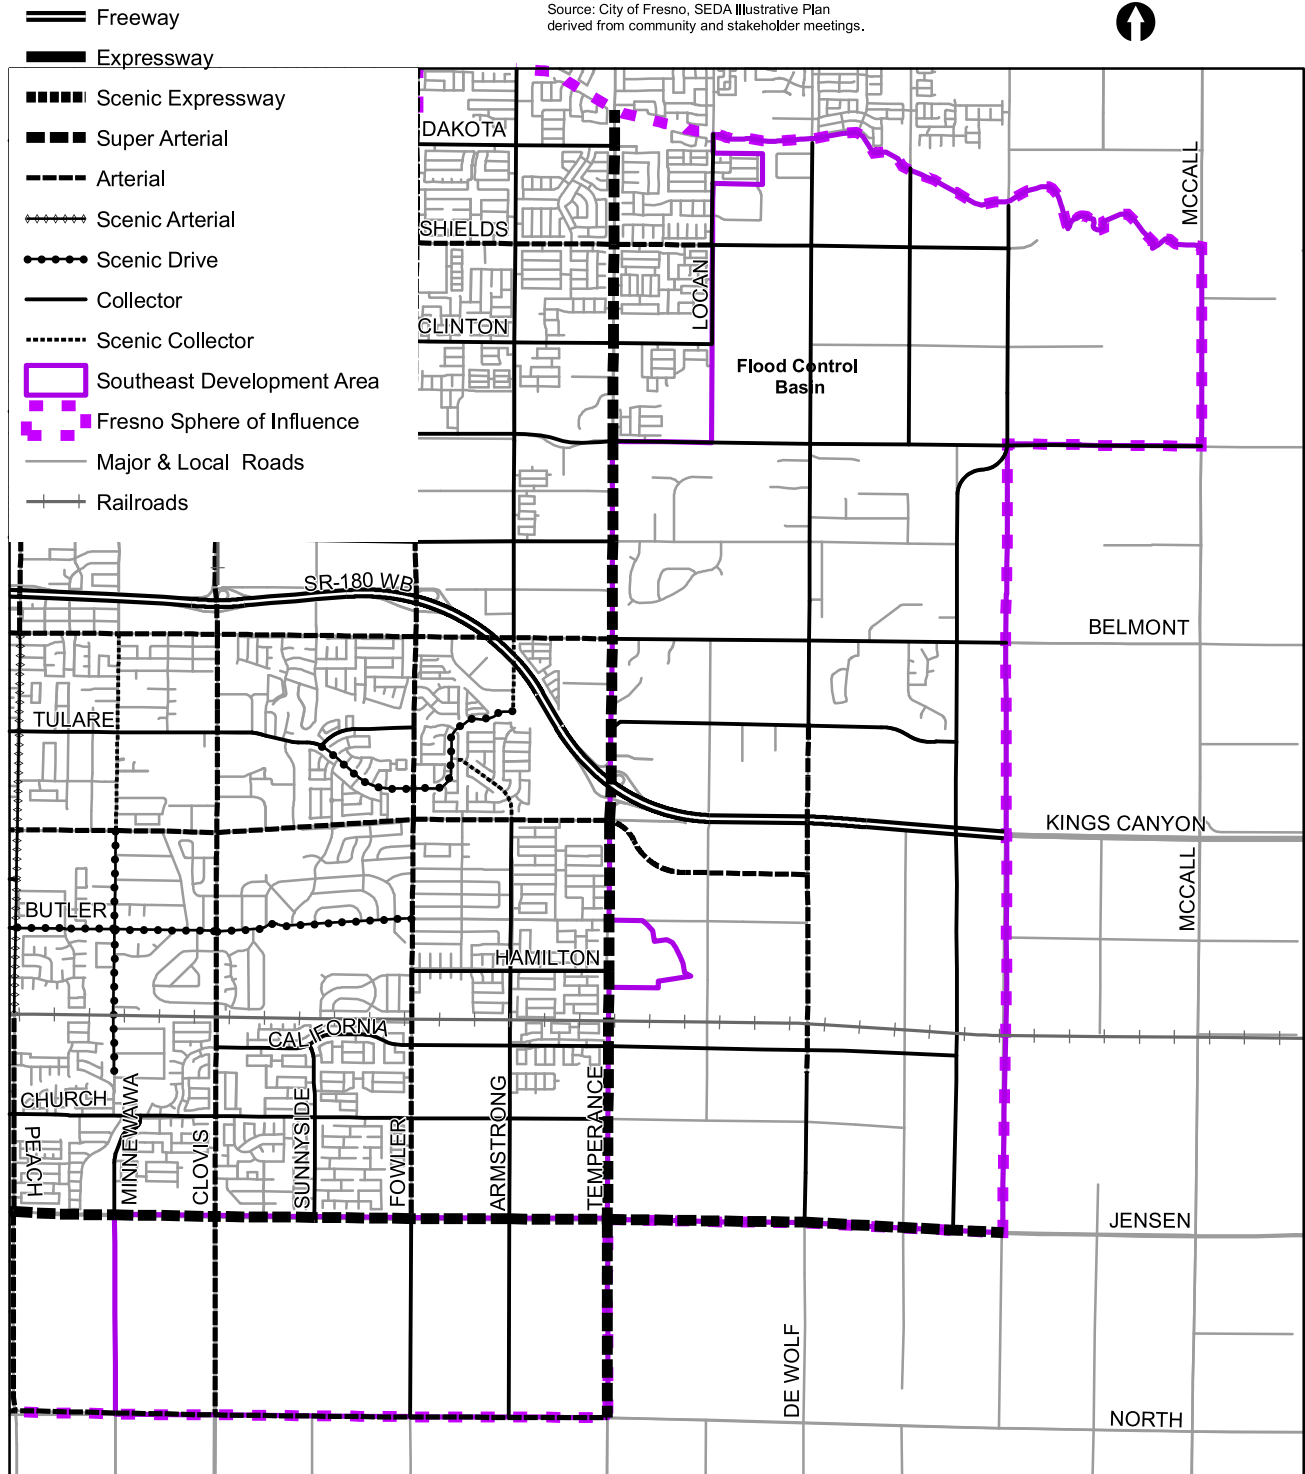 Freeway
Source: City of Fresno, SEDA Illustrative Plan
derived from community and stakeholder meetings.
Expressway
Scenic Expressway
Super Arterial
Arterial
Scenic Arterial
Scenic Drive
Collector
Scenic Collector
Southeast Development Area
Fresno Sphere of Influence
Major & Local Roads
Railroads
DAKOTA
MCCALL
SHIELDS
LOCAN
CLINTON
Flood Control
Basin
SR-180 WB
BELMONT
TULARE
KINGS CANYON
MCCALL
BUTLER
HAMILTON
CALIFORNIA
CHURCH
PEACH
MINNEWAWA
CLOVIS
SUNNYSIDE
FOWLER
ARMSTRONG
TEMPERANCE
JENSEN
DE WOLF
NORTH